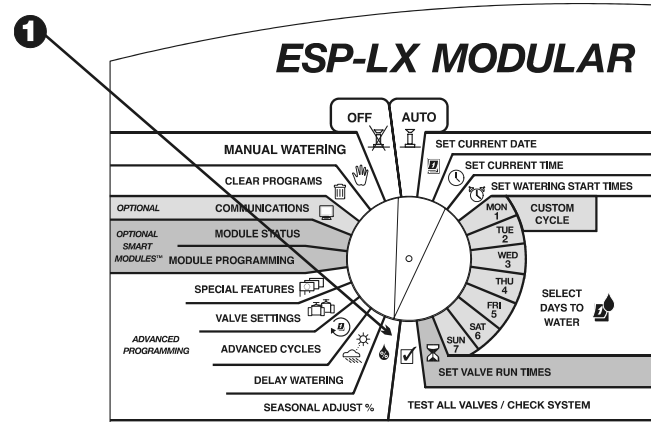 1
ESP-LX MODULAR
OFF
AUTO
MANUAL WATERING
SET CURRENT DATE
SET CURRENT TIME
CLEAR PROGRAMS
SET WATERING START TIMES
OPTIONAL
COMMUNICATIONS
MON
1
CUSTOM
CYCLE
OPTIONAL
SMART
MODULES™
MODULE STATUS
MODULE PROGRAMMING
TUE
2
WED
3
THU
4
FRI
5
SAT
6
SUN
7
SELECT
DAYS TO
WATER
SPECIAL FEATURES
VALVE SETTINGS
ADVANCED
PROGRAMMING
ADVANCED CYCLES
DELAY WATERING
SEASONAL ADJUST %
%
SET VALVE RUN TIMES
TEST ALL VALVES / CHECK SYSTEM